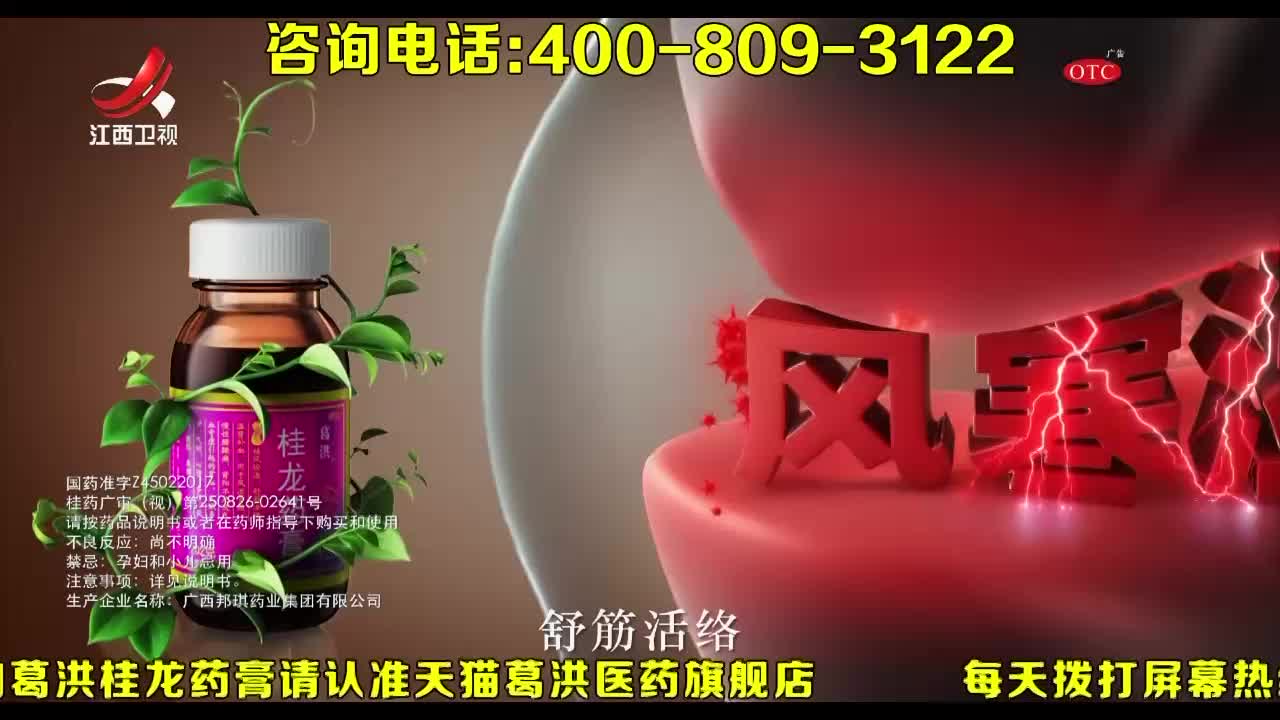 咨询电话:400-809-3122
广告
OTC
江西卫视
风寒
葛洪
桂龙药膏
国药准字Z45022017
桂药广审（视）第250826-02641号
请按药品说明书或者在药师指导下购买和使用
不良反应：尚不明确
禁忌：孕妇和小儿忌用
注意事项：详见说明书。
生产企业名称：广西邦琪药业集团有限公司
舒筋活络
葛洪桂龙药膏请认准天猫葛洪医药旗舰店 每天拨打屏幕热